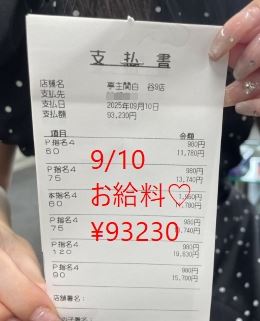 支払書
店舗名 亭主関白 谷9店
支払先
支払日 2025年09月10日
支払額 93,230円
項目 金額
P指名4 980円
60 11,780円
P指名4 980円
75 13,740円
本指名4 1,960円
60
P指名4 980円
75
P指名4 980円
120 19,630円
P指名4 980円
90 15,700円
店舗署名:
9/10
お給料♡
¥93230